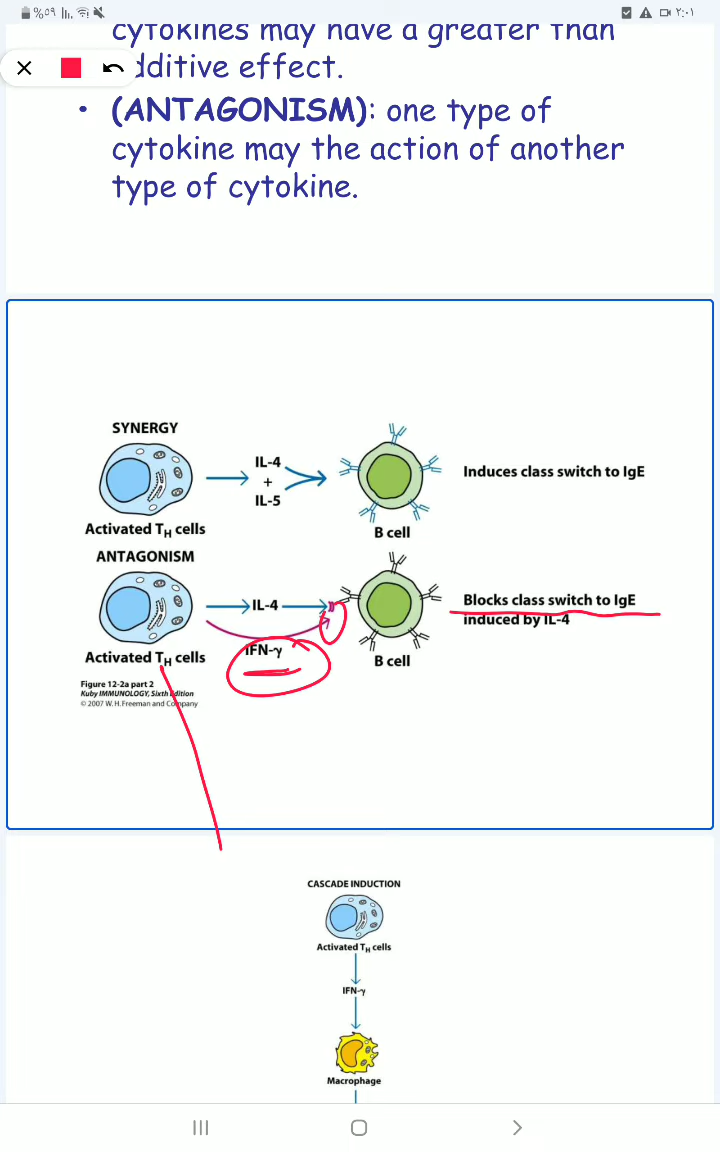 %٥٩
٢:٠١
cytokines may have a greater than
dditive effect.
• (ANTAGONISM): one type of
cytokine may the action of another
type of cytokine.
SYNERGY
IL-4
+
IL-5
Induces class switch to IgE
Activated TH cells
B cell
ANTAGONISM
IL-4
Blocks class switch to IgE
induced by IL-4
IFN-γ
Activated TH cells
B cell
Figure 12-2a part 2
Kuby IMMUNOLOGY, Sixth Edition
© 2007 W. H. Freeman and Company
CASCADE INDUCTION
Activated TH cells
IFN-γ
Macrophage